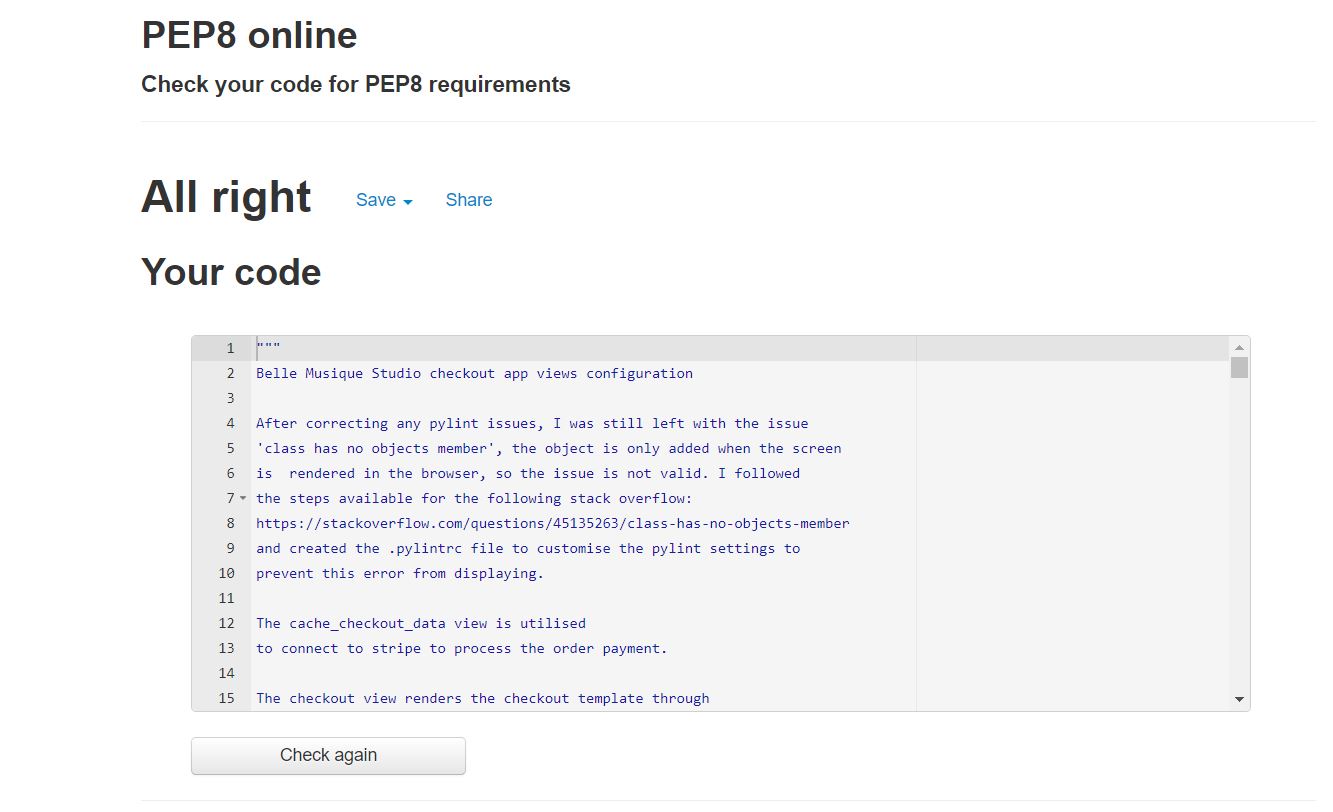 PEP8 online
Check your code for PEP8 requirements
All right Save Share
Your code
1 """
2 Belle Musique Studio checkout app views configuration
3
4 After correcting any pylint issues, I was still left with the issue
5 'class has no objects member', the object is only added when the screen
6 is  rendered in the browser, so the issue is not valid. I followed
7 the steps available for the following stack overflow:
8 https://stackoverflow.com/questions/45135263/class-has-no-objects-member
9 and created the .pylintrc file to customise the pylint settings to
10 prevent this error from displaying.
11
12 The cache_checkout_data view is utilised
13 to connect to stripe to process the order payment.
14
15 The checkout view renders the checkout template through
Check again